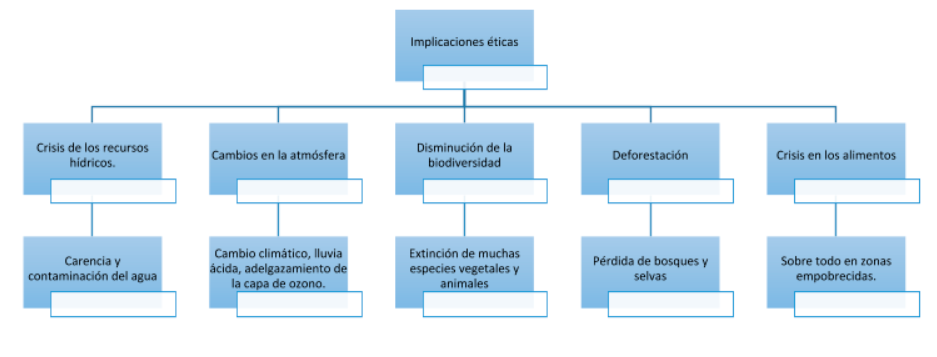 Implicaciones éticas
Crisis de los recursos
hídricos.
Cambios en la atmósfera
Disminución de la
biodiversidad
Deforestación
Crisis en los alimentos
Carencia y
contaminación del agua
Cambio climático, lluvia
ácida, adelgazamiento de
la capa de ozono.
Extinción de muchas
especies vegetales y
animales
Pérdida de bosques y
selvas
Sobre todo en zonas
empobrecidas.